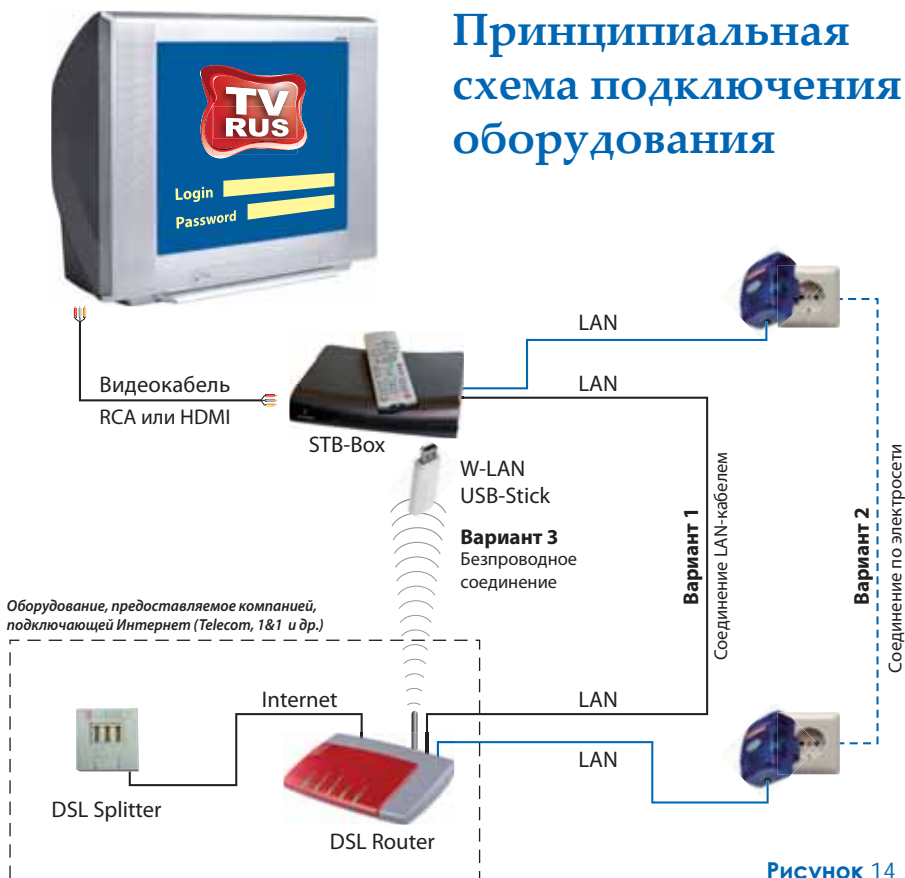 Принципиальная
схема подключения
оборудования
TV
RUS
Login
Password
LAN
Видеокабель
RCA или HDMI
LAN
STB-Box
W-LAN
USB-Stick
Вариант 3
Безпроводное
соединение
Вариант 1
Соединение LAN-кабелем
Вариант 2
Соединение по электросети
Оборудование, предоставляемое компанией,
подключающей Интернет (Telecom, 1&1 и др.)
Internet
LAN
LAN
DSL Splitter
DSL Router
Рисунок 14